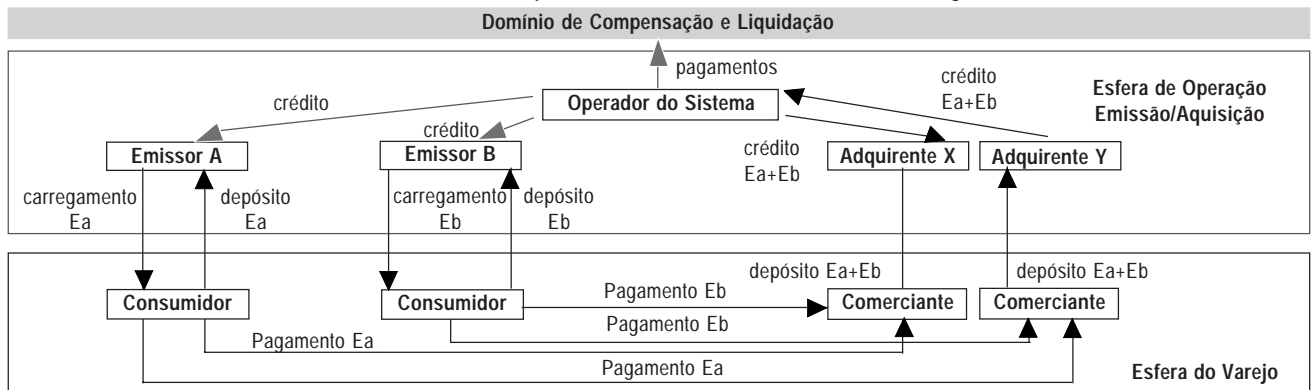 Domínio de Compensação e Liquidação
pagamentos
crédito
Ea+Eb
Esfera de Operação
Emissão/Aquisição
crédito
Operador do Sistema
crédito
Emissor A
Emissor B
crédito
Ea+Eb
Adquirente X
Adquirente Y
carregamento
Ea
depósito
Ea
carregamento
Eb
depósito
Eb
depósito Ea+Eb
depósito Ea+Eb
Consumidor
Consumidor
Pagamento Eb
Comerciante
Comerciante
Pagamento Eb
Pagamento Ea
Pagamento Ea
Esfera do Varejo